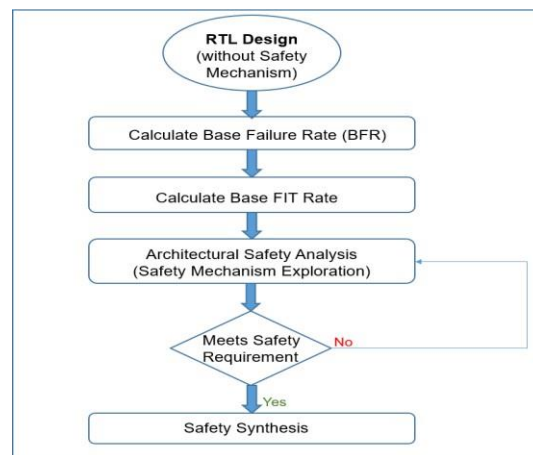 RTL Design
(without Safety
Mechanism)
Calculate Base Failure Rate (BFR)
Calculate Base FIT Rate
Architectural Safety Analysis
(Safety Mechanism Exploration)
Meets Safety
Requirement
No
Yes
Safety Synthesis